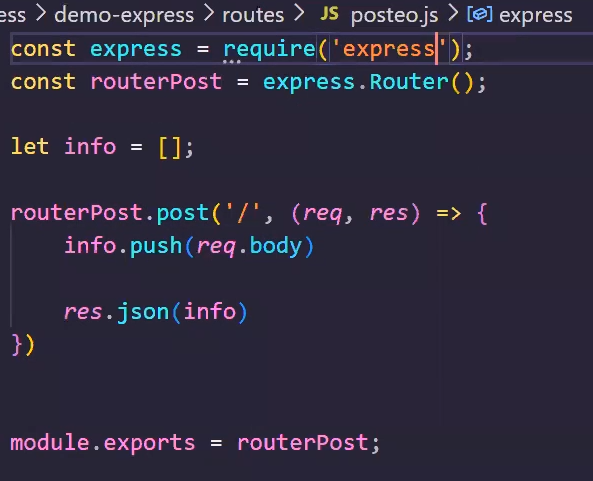 ess > demo-express > routes > JS posteo.js > express
const express = require('express');
const routerPost = express.Router();
let info = [];
routerPost.post('/', (req, res) => {
    info.push(req.body)
    res.json(info)
})
module.exports = routerPost;